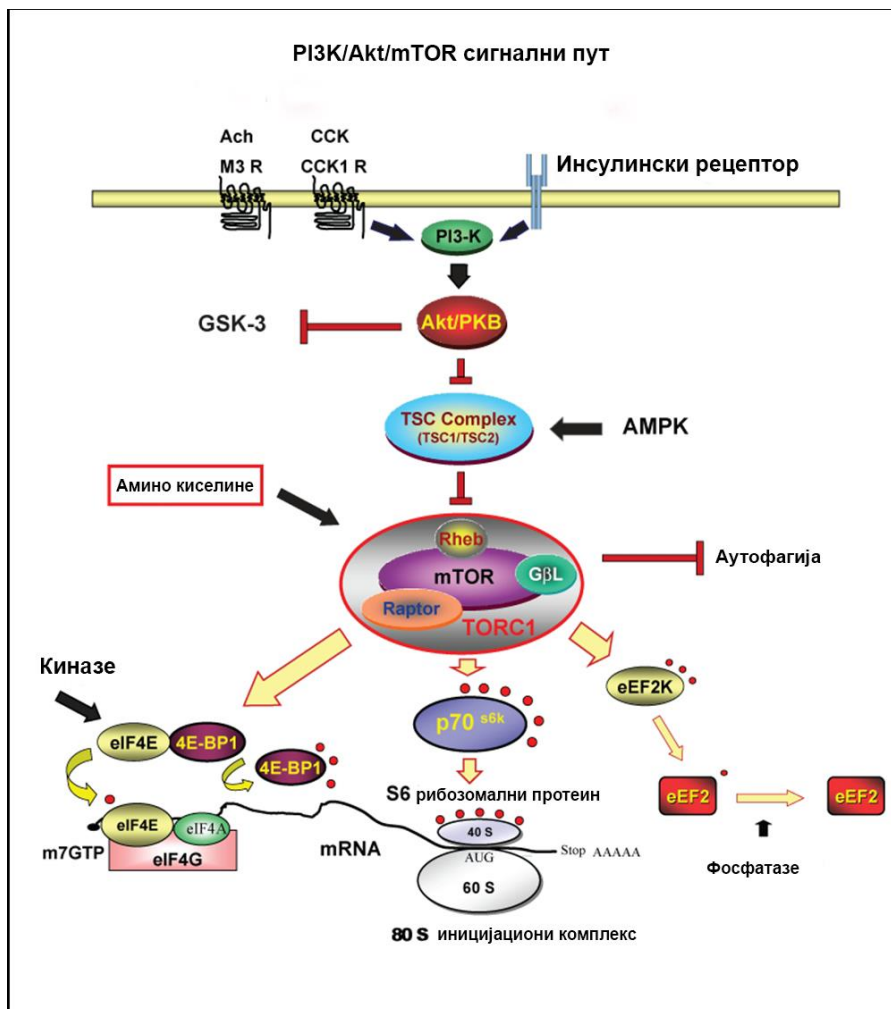 PI3K/Akt/mTOR сигнални пут
Ach
M3 R
CCK
CCK1 R
Инсулински рецептор
PI3-K
GSK-3
Akt/PKB
TSC Complex
(TSC1/TSC2)
AMPK
Амино киселине
Rheb
mTOR
GβL
Raptor
TORC1
Аутофагија
Киназе
eIF4E
4E-BP1
4E-BP1
p70 s6k
eEF2K
S6 рибозомални протеин
eEF2
eEF2
Фосфатазе
eIF4E
eIF4A
eIF4G
m7GTP
mRNA
40 S
AUG
60 S
Stop AAAAA
80 S иницијациони комплекс